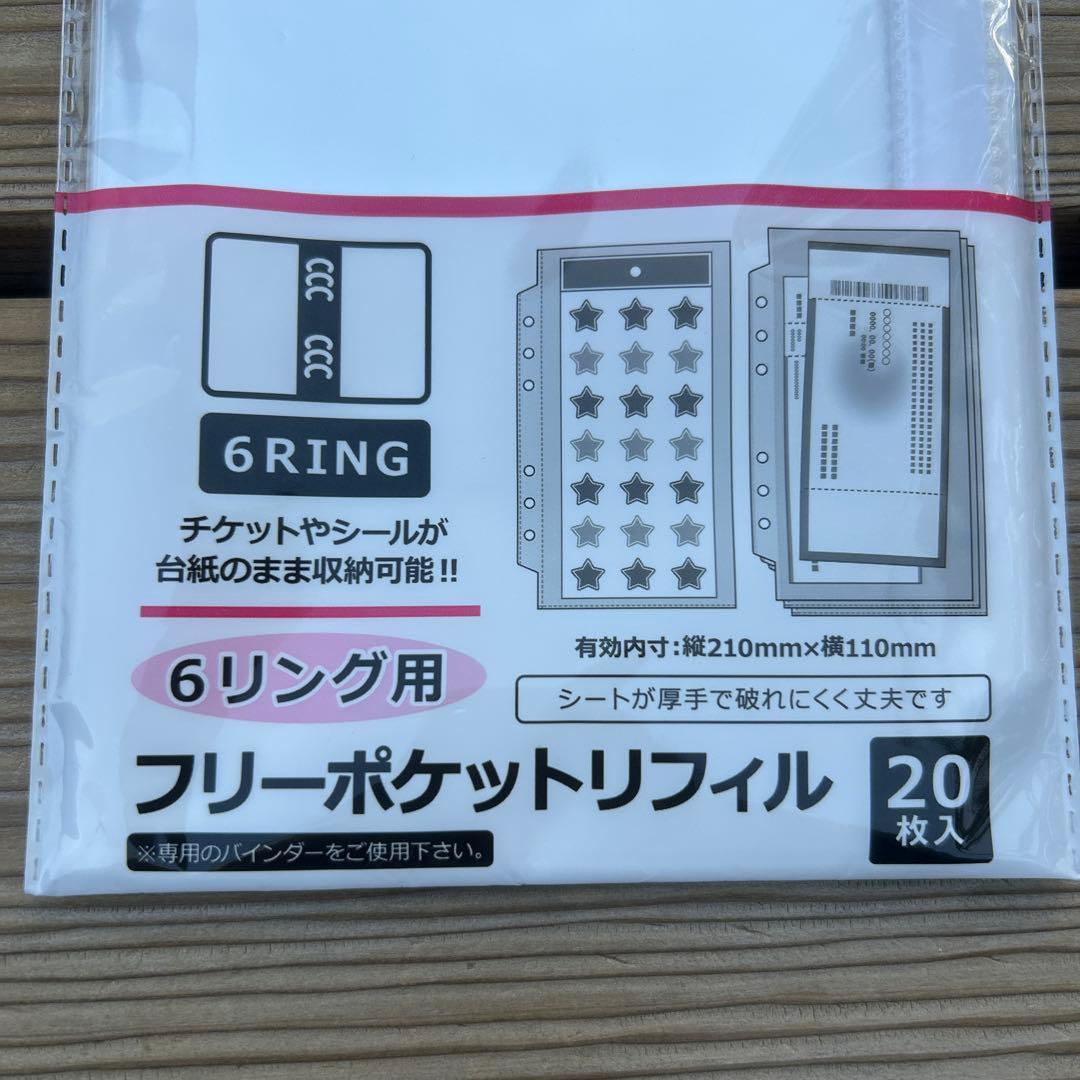 6RING
チケットやシールが
台紙のまま収納可能!!
6リング用
0000. 00. 00(㊎)
有効内寸:縦210mm×横110mm
シートが厚手で破れにくく丈夫です
フリーポケットリフィル
20
枚入
※専用のバインダーをご使用下さい。